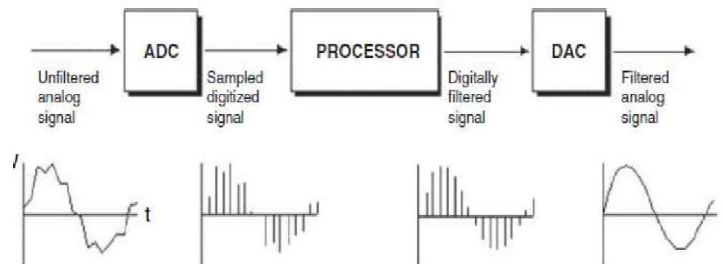 ADC
PROCESSOR
DAC
Unfiltered
analog
signal
Sampled
digitized
signal
Digitally
filtered
signal
Filtered
analog
signal
t